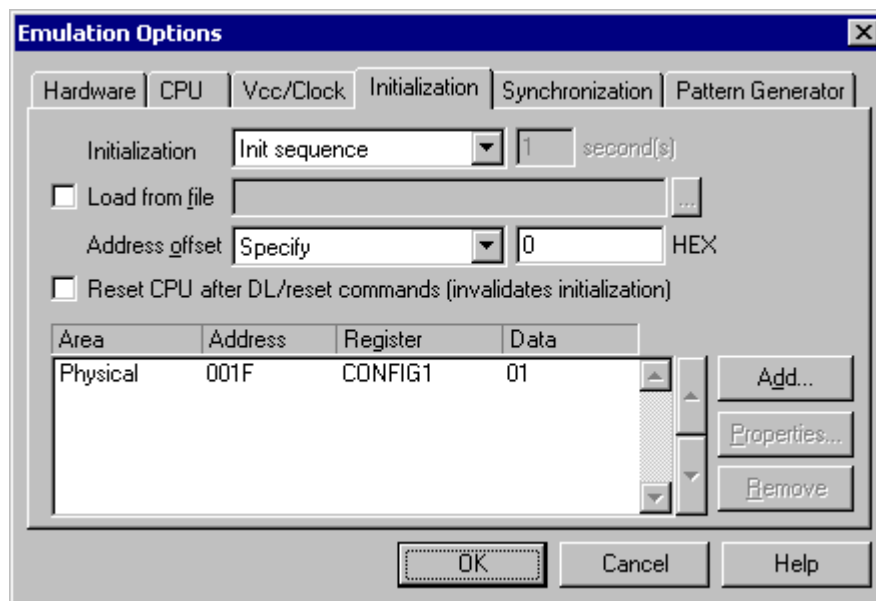 Emulation Options
Hardware CPU Vcc/Clock Initialization Synchronization Pattern Generator
Initialization Init sequence 1 second(s)
Load from file ...
Address offset Specify 0 HEX
Reset CPU after DL/reset commands (invalidates initialization)
Area Address Register Data
Physical 001F CONFIG1 01
Add...
Properties...
Remove
OK Cancel Help